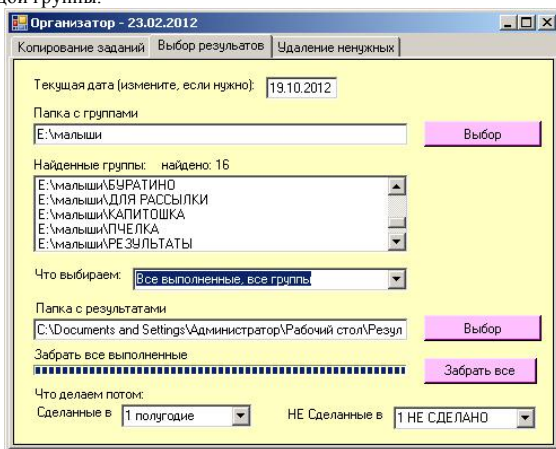 дой группы.
Организатор - 23.02.2012
Копирование заданий Выбор резульатов Удаление ненужных
Текущая дата (измените, если нужно): 19.10.2012
Папка с группами
E:\малыши Выбор
Найденные группы: найдено: 16
E:\малыши\БУРАТИНО
E:\малыши\ДЛЯ РАССЫЛКИ
E:\малыши\КАПИТОШКА
E:\малыши\ПЧЕЛКА
E:\малыши\РЕЗУЛЬТАТЫ
Что выбираем: Все выполненные, все группы
Папка с результатами
C:\Documents and Settings\Администратор\Рабочий стол\Резул Выбор
Забрать все выполненные
Забрать все
Что делаем потом:
Сделанные в 1 полугодие НЕ Сделанные в 1 НЕ СДЕЛАНО